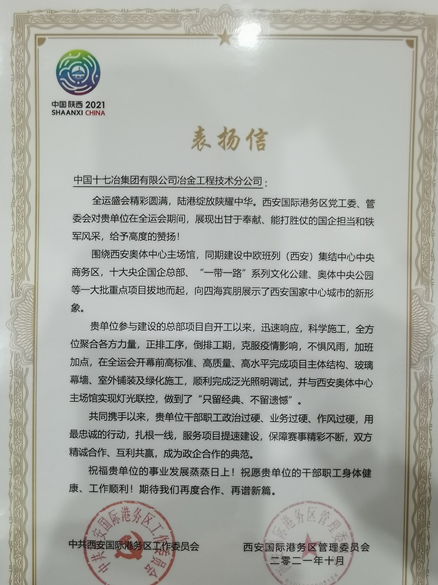 中国陕西 2021
SHAANXI CHINA
表扬信
中国十七冶集团有限公司冶金工程技术分公司：
全运盛会精彩圆满，陆港绽放陕耀中华。西安国际港务区党工委、管
委会对贵单位在全运会期间，展现出甘于奉献、能打胜仗的国企担当和铁
军风采，给予高度的赞扬！
围绕西安奥体中心主场馆，同期建设中欧班列（西安）集结中心中央
商务区，十大央企国企总部、“一带一路”系列文化公建、奥体中央公园
等一大批重点项目拔地而起，向四海宾朋展示了西安国家中心城市的新形
象。
贵单位参与建设的总部项目自开工以来，迅速响应，科学施工，全方
位聚合各方力量，正排工序，倒排工期，克服疫情影响，不惧风雨，加班
加点，在全运会开幕前高标准、高质量、高水平完成项目主体结构、玻璃
幕墙、室外铺装及绿化施工，顺利完成泛光照明调试，并与西安奥体中心主
场馆实现灯光联控，做到了“只留经典、不留遗憾”。
共同携手以来，贵单位干部职工政治过硬、业务过硬、作风过硬，用
最忠诚的行动，扎根一线，服务项目提速建设，保障赛事精彩不断，双方
精诚合作、互利共赢，成为政企合作的典范。
祝福贵单位的事业发展蒸蒸日上！祝愿贵单位的干部职工身体健
康、工作顺利！期待我们再度合作、再谱新篇。
中共西安国际港务区工作委员会
西安国际港务区管理委员会
二零二一年十月